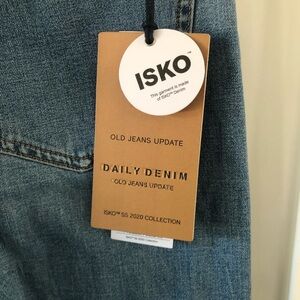 ISKO™
This garment is made
of ISKO™ Denim
OLD JEANS UPDATE
DAILY DENIM
OLD JEANS UPDATE
ISKO™ SS 2020 COLLECTION